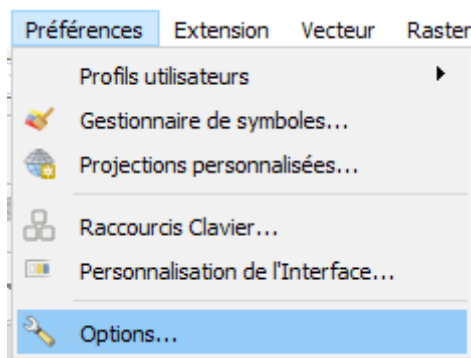 Préférences Extension Vecteur Raster
Profils utilisateurs
Gestionnaire de symboles...
Projections personnalisées...
Raccourcis Clavier...
Personnalisation de l'Interface...
Options...